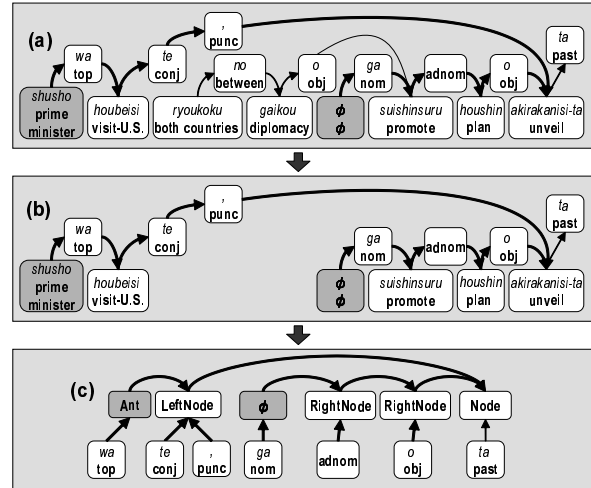 (a)
,
punc
ta
past
wa
top
te
conj
no
between
o
obj
ga
nom
adnom
o
obj
shusho
prime
minister
houbeisi
visit-U.S.
ryoukoku
both countries
gaikou
diplomacy
ϕ
ϕ
suishinsuru
promote
houshin
plan
akirakanisi-ta
unveil
(b)
,
punc
ta
past
wa
top
te
conj
ga
nom
adnom
o
obj
shusho
prime
minister
houbeisi
visit-U.S.
ϕ
ϕ
suishinsuru
promote
houshin
plan
akirakanisi-ta
unveil
(c)
Ant
LeftNode
ϕ
RightNode
RightNode
Node
wa
top
te
conj
,
punc
ga
nom
adnom
o
obj
ta
past